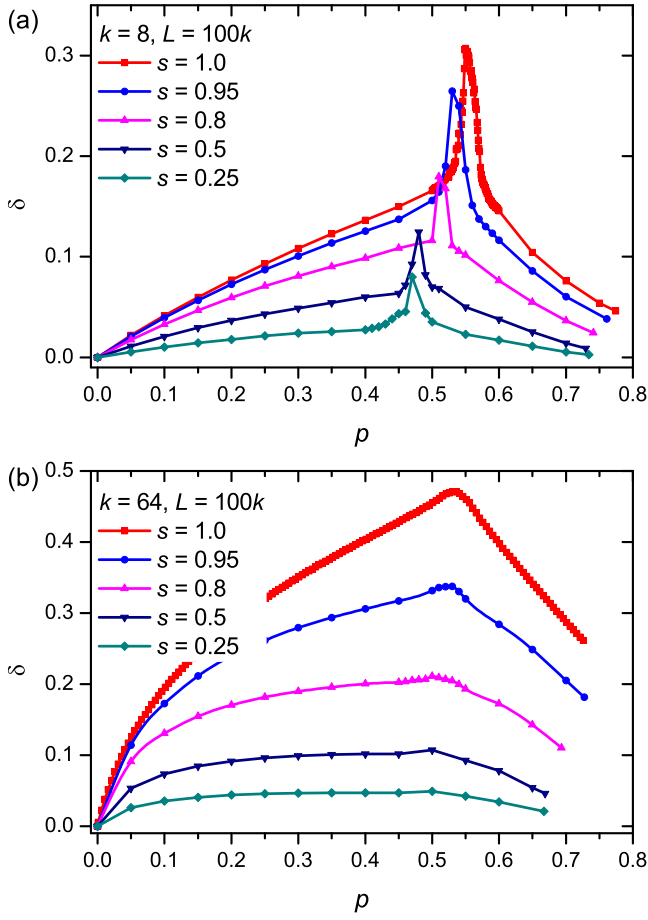 (a)
k = 8, L = 100k
s = 1.0
s = 0.95
s = 0.8
s = 0.5
s = 0.25
0.3
0.2
0.1
0.0
δ
0.0 0.1 0.2 0.3 0.4 0.5 0.6 0.7 0.8
p
(b)
0.5
k = 64, L = 100k
s = 1.0
s = 0.95
s = 0.8
s = 0.5
s = 0.25
0.4
0.3
0.2
0.1
0.0
δ
0.0 0.1 0.2 0.3 0.4 0.5 0.6 0.7 0.8
p